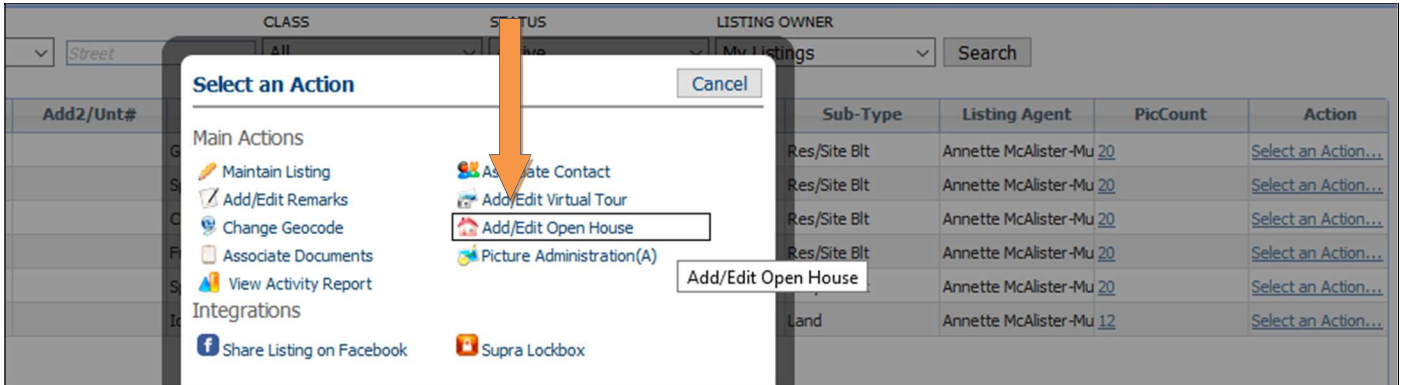 CLASS STATUS LISTING OWNER
Street All Active My Listings Search
Select an Action Cancel
Add2/Unt# Sub-Type Listing Agent PicCount Action
Main Actions
Res/Site Blt Annette McAlister-Mu 20 Select an Action...
Maintain Listing Associate Contact
Res/Site Blt Annette McAlister-Mu 20 Select an Action...
Add/Edit Remarks Add/Edit Virtual Tour
Change Geocode Add/Edit Open House
Res/Site Blt Annette McAlister-Mu 20 Select an Action...
Associate Documents Picture Administration(A)
Res/Site Blt Annette McAlister-Mu 20 Select an Action...
Add/Edit Open House
View Activity Report
Annette McAlister-Mu 20 Select an Action...
Integrations
Land Annette McAlister-Mu 12 Select an Action...
Share Listing on Facebook Supra Lockbox